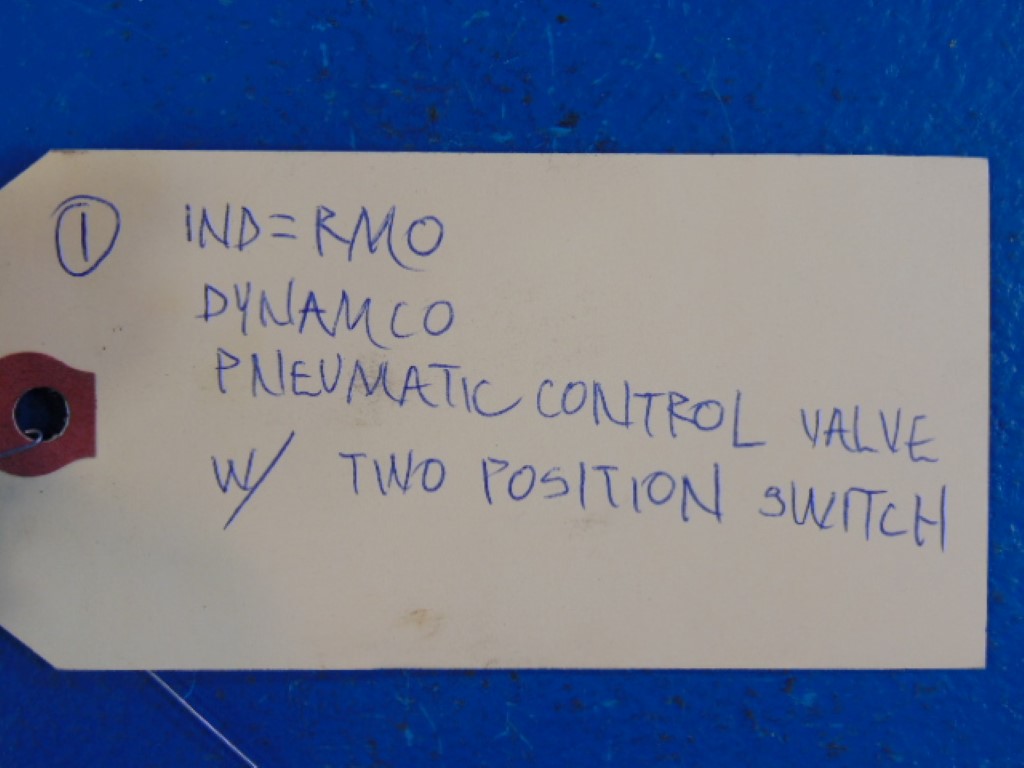 ① IND=RMO
DYNAMCO
PNEUMATIC CONTROL VALVE
W/ TWO POSITION SWITCH